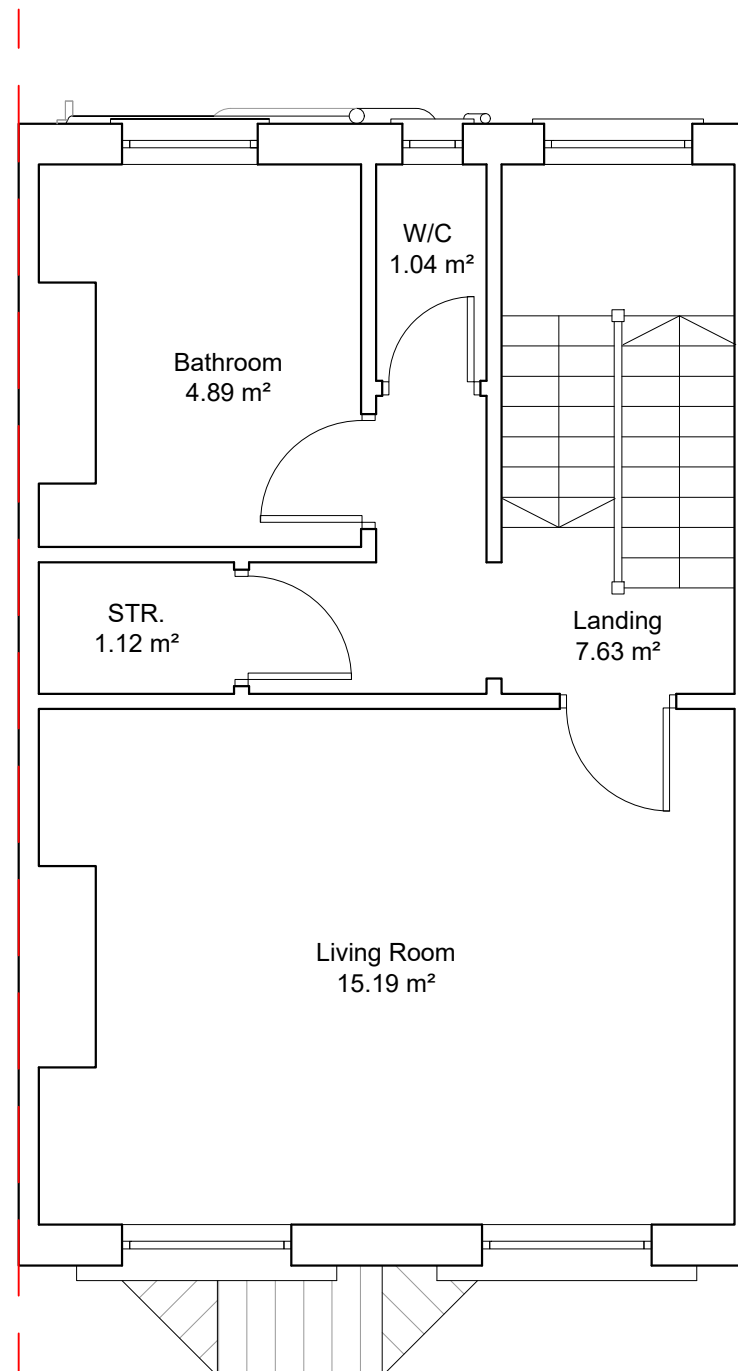 W/C
1.04 m²
Bathroom
4.89 m²
STR.
1.12 m²
Landing
7.63 m²
Living Room
15.19 m²